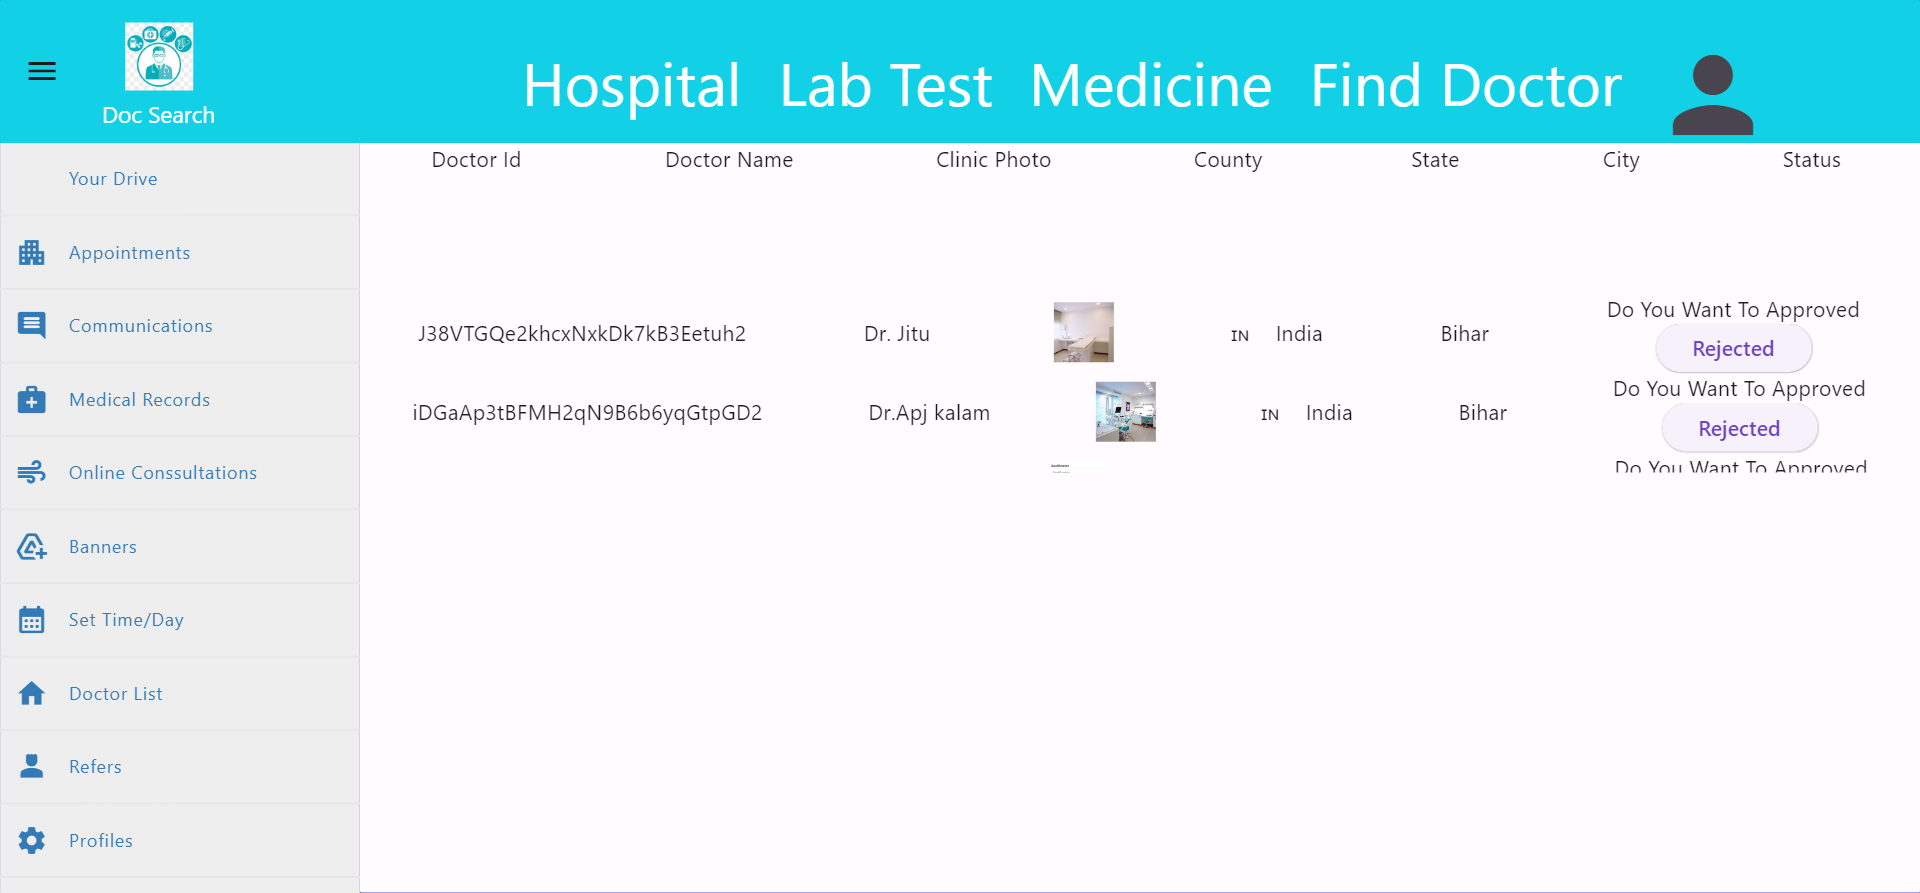 Doc Search
Hospital Lab Test Medicine Find Doctor
Your Drive
Appointments
Communications
Medical Records
Online Conssultations
Banners
Set Time/Day
Doctor List
Refers
Profiles
Doctor Id Doctor Name Clinic Photo County State City Status
J38VTGQe2khcxNxkDk7kB3Eetuh2 Dr. Jitu IN India Bihar Do You Want To Approved
Rejected
iDGaAp3tBFMH2qN9B6b6yqGtpGD2 Dr.Apj kalam IN India Bihar Do You Want To Approved
Rejected
Do You Want To Approved